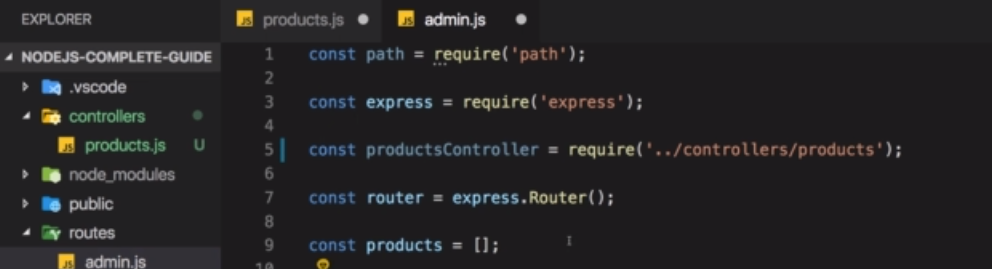 EXPLORER
NODEJS-COMPLETE-GUIDE
.vscode
controllers
JS products.js U
node_modules
public
routes
JS admin.js
JS products.js
JS admin.js
1 const path = require('path');
2
3 const express = require('express');
4
5 const productsController = require('../controllers/products');
6
7 const router = express.Router();
8
9 const products = [];
10